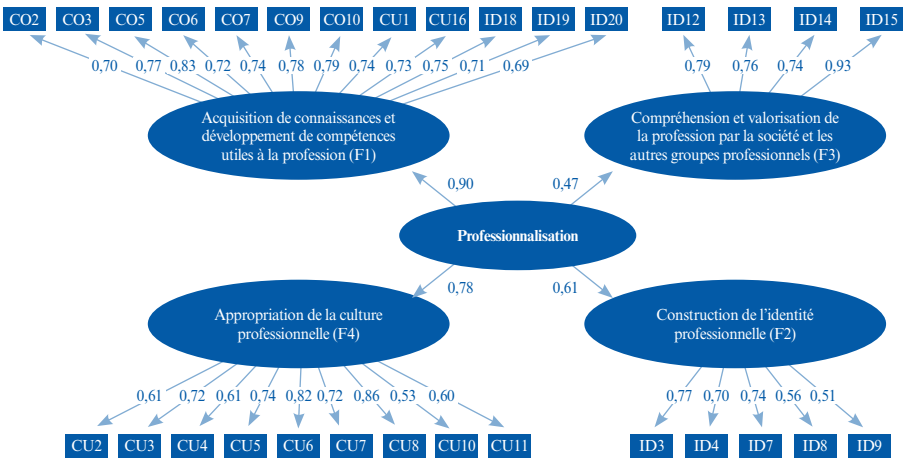 CO2 CO3 CO5 CO6 CO7 CO9 CO10 CU1 CU16 ID18 ID19 ID20
0,70 0,77 0,83 0,72 0,74 0,78 0,79 0,74 0,73 0,75 0,71 0,69
Acquisition de connaissances et
développement de compétences
utiles à la profession (F1)
ID12 ID13 ID14 ID15
0,79 0,76 0,74 0,93
Compréhension et valorisation de
la profession par la société et les
autres groupes professionnels (F3)
0,90 0,47
Professionnalisation
0,78 0,61
Appropriation de la culture
professionnelle (F4)
0,61 0,72 0,61 0,74 0,82 0,72 0,86 0,53 0,60
CU2 CU3 CU4 CU5 CU6 CU7 CU8 CU10 CU11
Construction de l’identité
professionnelle (F2)
0,77 0,70 0,74 0,56 0,51
ID3 ID4 ID7 ID8 ID9